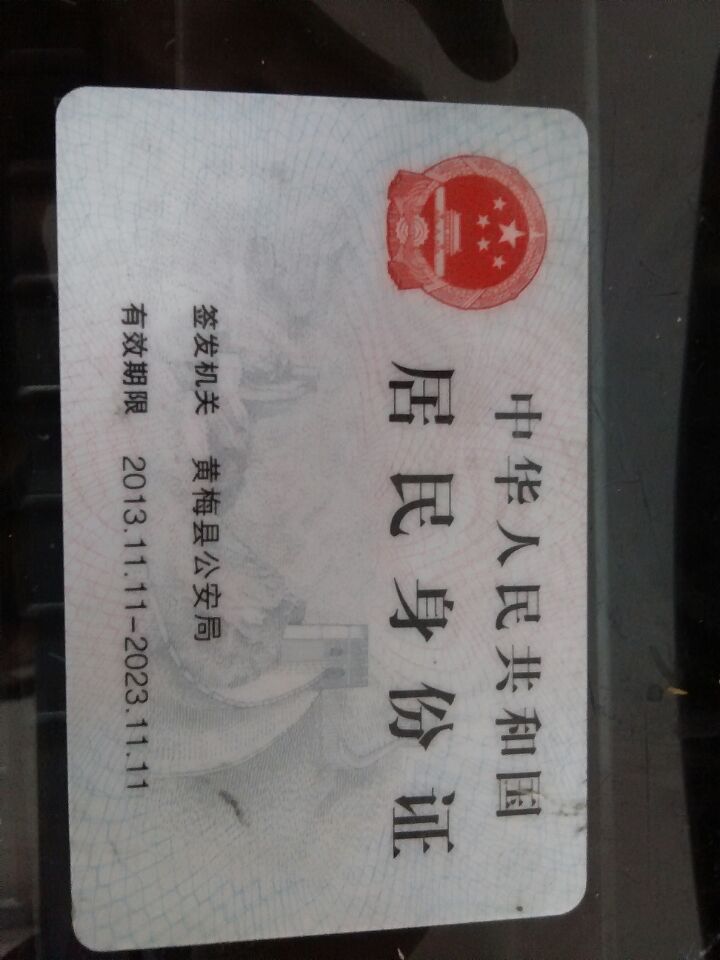 中华人民共和国
居民身份证
签发机关 黄梅县公安局
有效期限 2013.11.11-2023.11.11